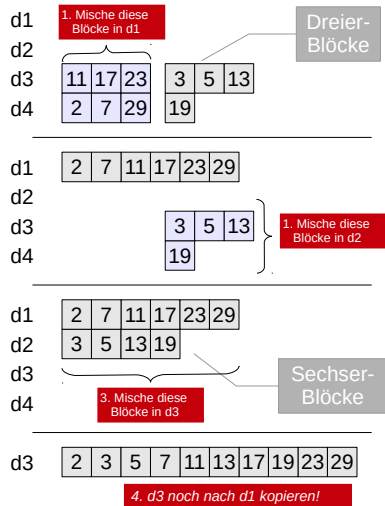 d1
1. Mische diese
Blöcke in d1
Dreier-
Blöcke
d2
d3 11 17 23 3 5 13
d4 2 7 29 19
d1 2 7 11 17 23 29
d2
d3 3 5 13
d4 19
1. Mische diese
Blöcke in d2
d1 2 7 11 17 23 29
d2 3 5 13 19
d3
d4
3. Mische diese
Blöcke in d3
Sechser-
Blöcke
d3 2 3 5 7 11 13 17 19 23 29
4. d3 noch nach d1 kopieren!